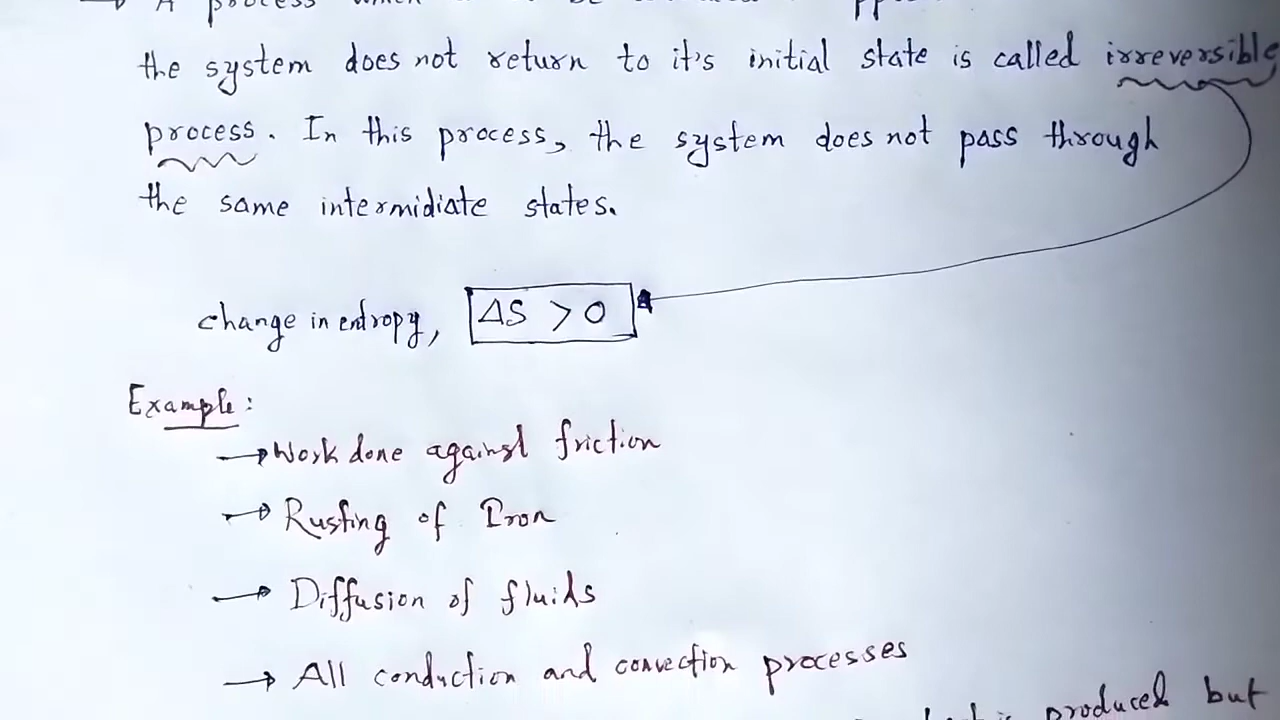 A process
the system does not return to it's initial state is called irreversible
process. In this process, the system does not pass through
the same intermidiate states.
change in entropy, ΔS > 0
Example:
→ Work done against friction
→ Rusting of Iron
→ Diffusion of fluids
→ All conduction and convection processes
is produced but